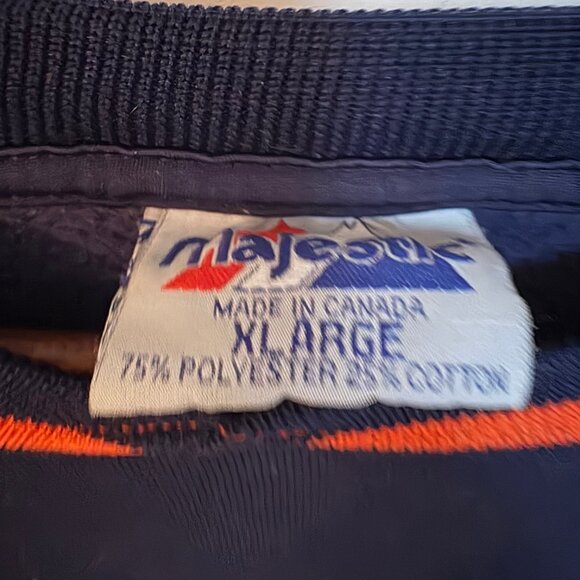 majestic
MADE IN CANADA
XLARGE
75% POLYESTER 25% COTTON